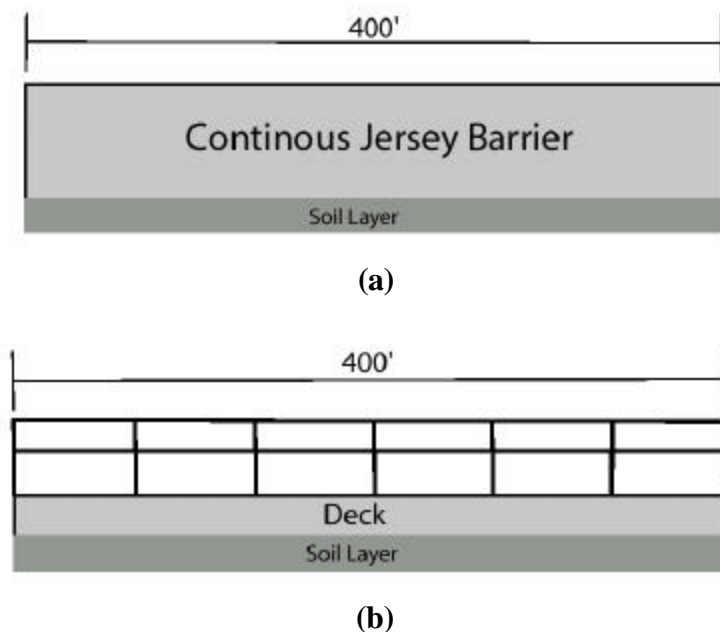 400'
Continous Jersey Barrier
Soil Layer
(a)
400'
Deck
Soil Layer
(b)